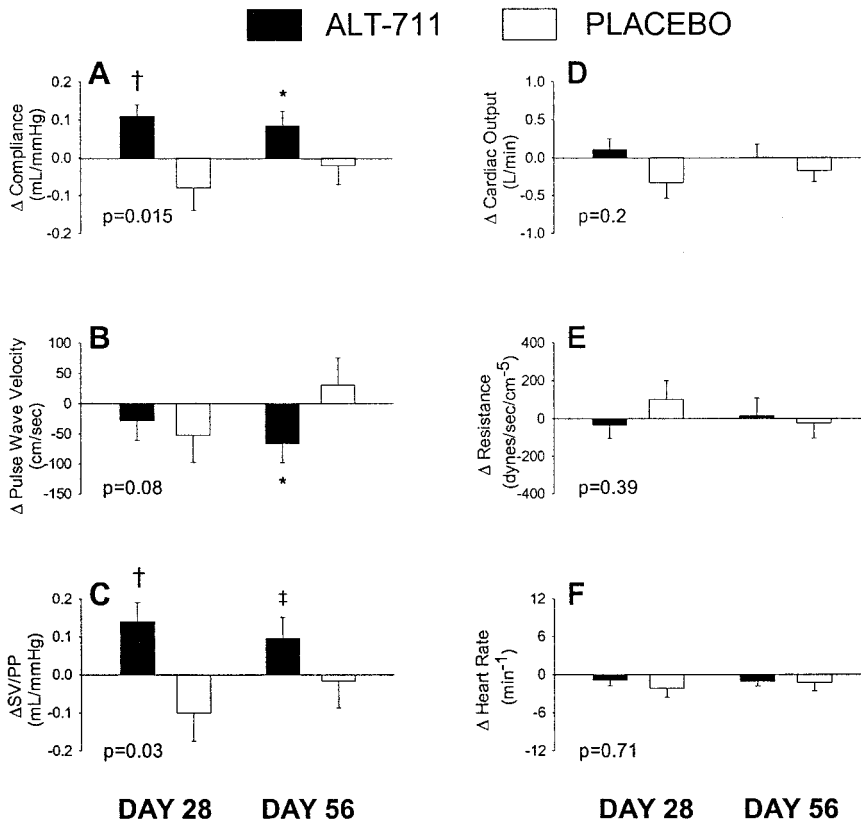 ALT-711 PLACEBO
A
Δ Compliance
(mL/mmHg)
0.2
0.1
0.0
-0.1
-0.2
†
*
p=0.015
B
Δ Pulse Wave Velocity
(cm/sec)
100
50
0
-50
-100
-150
*
p=0.08
C
ΔSV/PP
(mL/mmHg)
0.2
0.1
0.0
-0.1
-0.2
†
‡
p=0.03
DAY 28 DAY 56
D
Δ Cardiac Output
(L/min)
1.0
0.5
0.0
-0.5
-1.0
p=0.2
E
Δ Resistance
(dynes/sec/cm⁻⁵)
400
200
0
-200
-400
p=0.39
F
Δ Heart Rate
(min⁻¹)
12
6
0
-6
-12
p=0.71
DAY 28 DAY 56